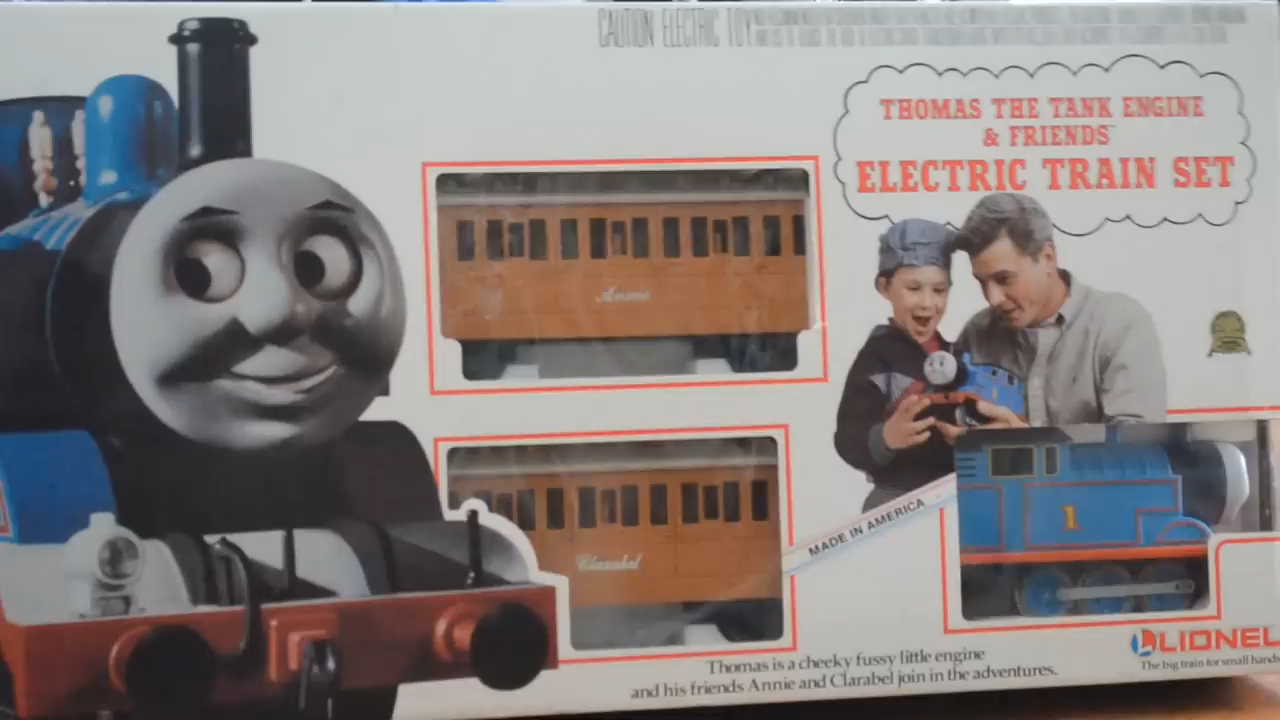 CAUTION ELECTRIC TOY
THOMAS THE TANK ENGINE
& FRIENDS™
ELECTRIC TRAIN SET
Annie
Clarabel
MADE IN AMERICA
1
LIONEL
The big train for small hands
Thomas is a cheeky fussy little engine
and his friends Annie and Clarabel join in the adventures.